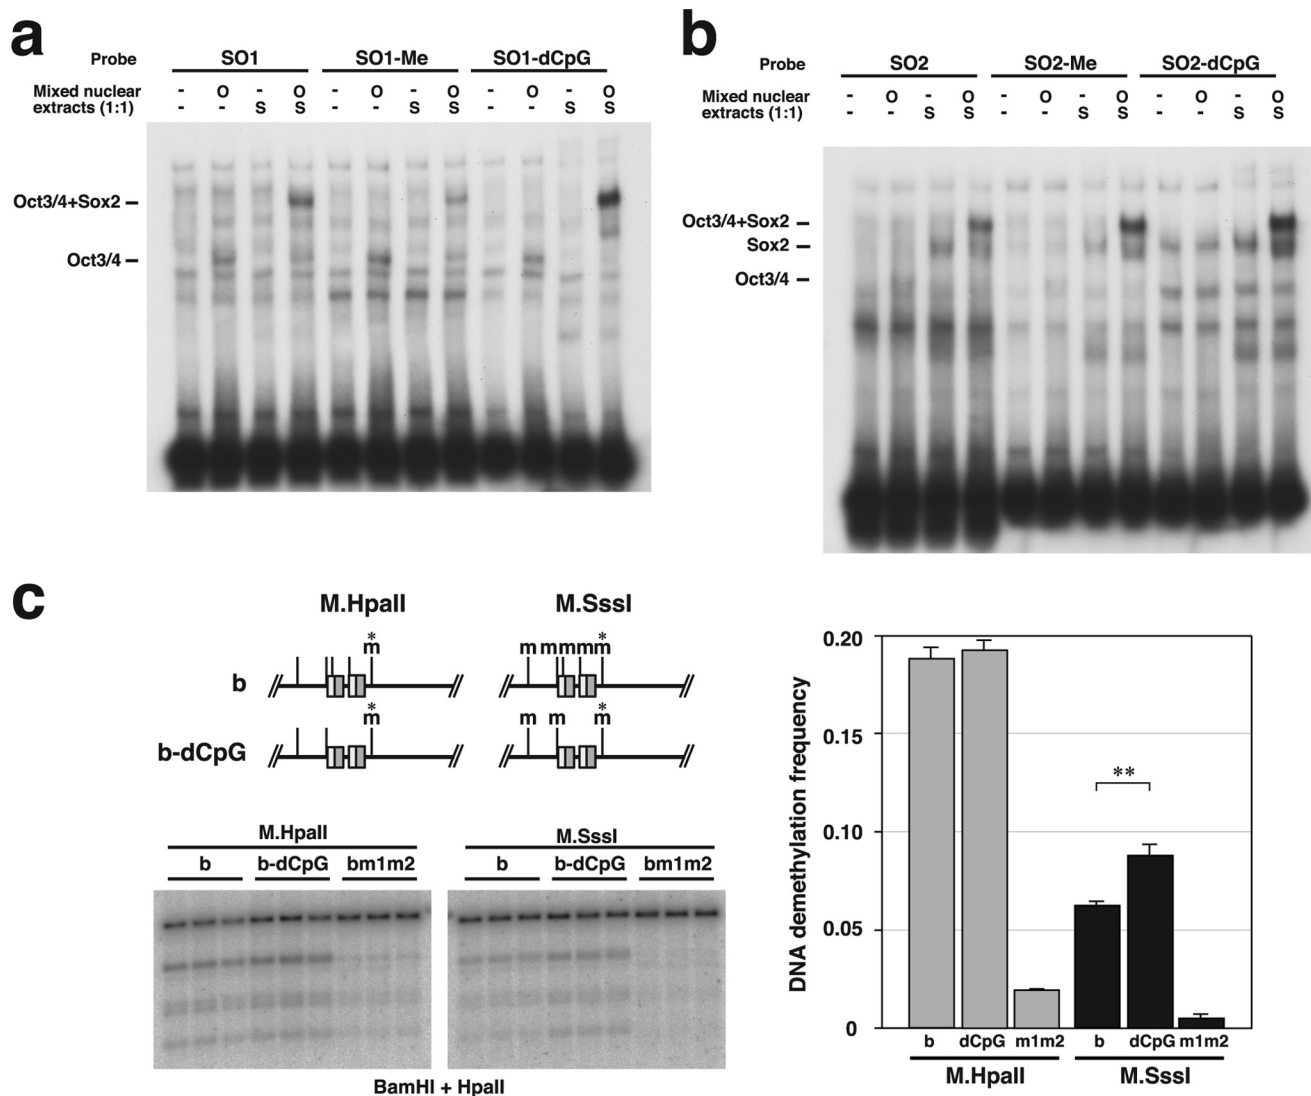 a
Probe SO1 SO1-Me SO1-dCpG
Mixed nuclear - O - O - O - O - O - O
extracts (1:1) - - S S - - S S - - S S
Oct3/4+Sox2
Oct3/4
b
Probe SO2 SO2-Me SO2-dCpG
Mixed nuclear - O - O - O - O - O - O
extracts (1:1) - - S S - - S S - - S S
Oct3/4+Sox2
Sox2
Oct3/4
c
M.HpaII M.SssI
* *
m m m m m m
b
* *
m m m m
b-dCpG
M.HpaII M.SssI
b b-dCpG bm1m2 b b-dCpG bm1m2
BamHI + HpaII
DNA demethylation frequency
0.20
0.15
**
0.10
0.05
0
b dCpG m1m2 b dCpG m1m2
M.HpaII M.SssI